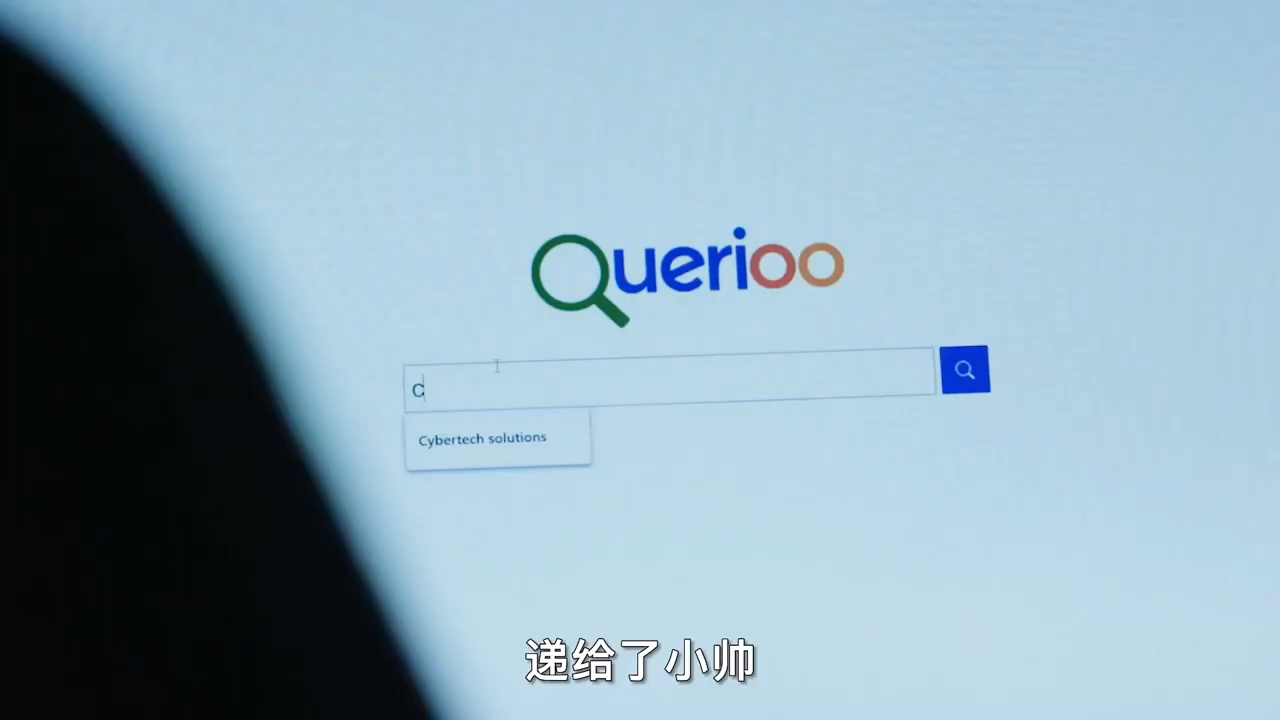 Querioo
C
Cybertech solutions
递给了小帅